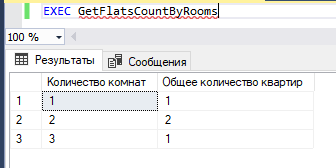 EXEC GetFlatsCountByRooms
100 %
Результаты Сообщения
Количество комнат Общее количество квартир
1 1 1
2 2 2
3 3 1